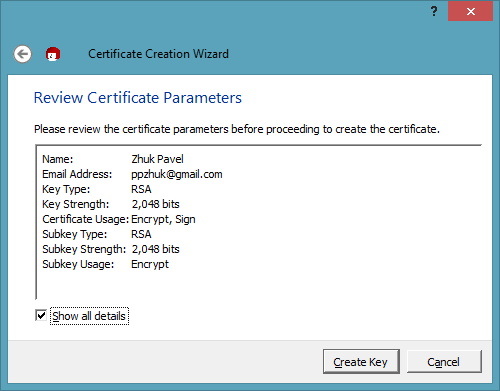 ?
Certificate Creation Wizard
Review Certificate Parameters
Please review the certificate parameters before proceeding to create the certificate.
Name: Zhuk Pavel
Email Address: ppzhuk@gmail.com
Key Type: RSA
Key Strength: 2,048 bits
Certificate Usage: Encrypt, Sign
Subkey Type: RSA
Subkey Strength: 2,048 bits
Subkey Usage: Encrypt
Show all details
Create Key Cancel